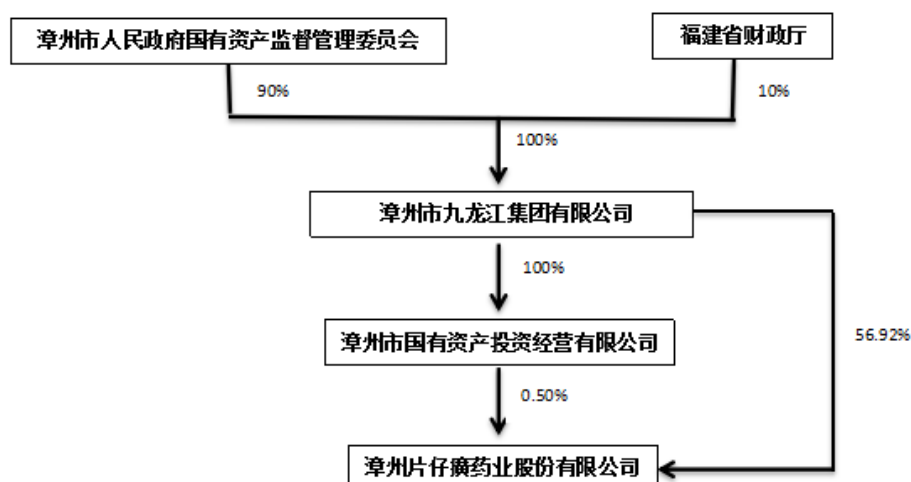 漳州市人民政府国有资产监督管理委员会
福建省财政厅
90%
10%
100%
漳州市九龙江集团有限公司
100%
56.92%
漳州市国有资产投资经营有限公司
0.50%
漳州片仔癀药业股份有限公司